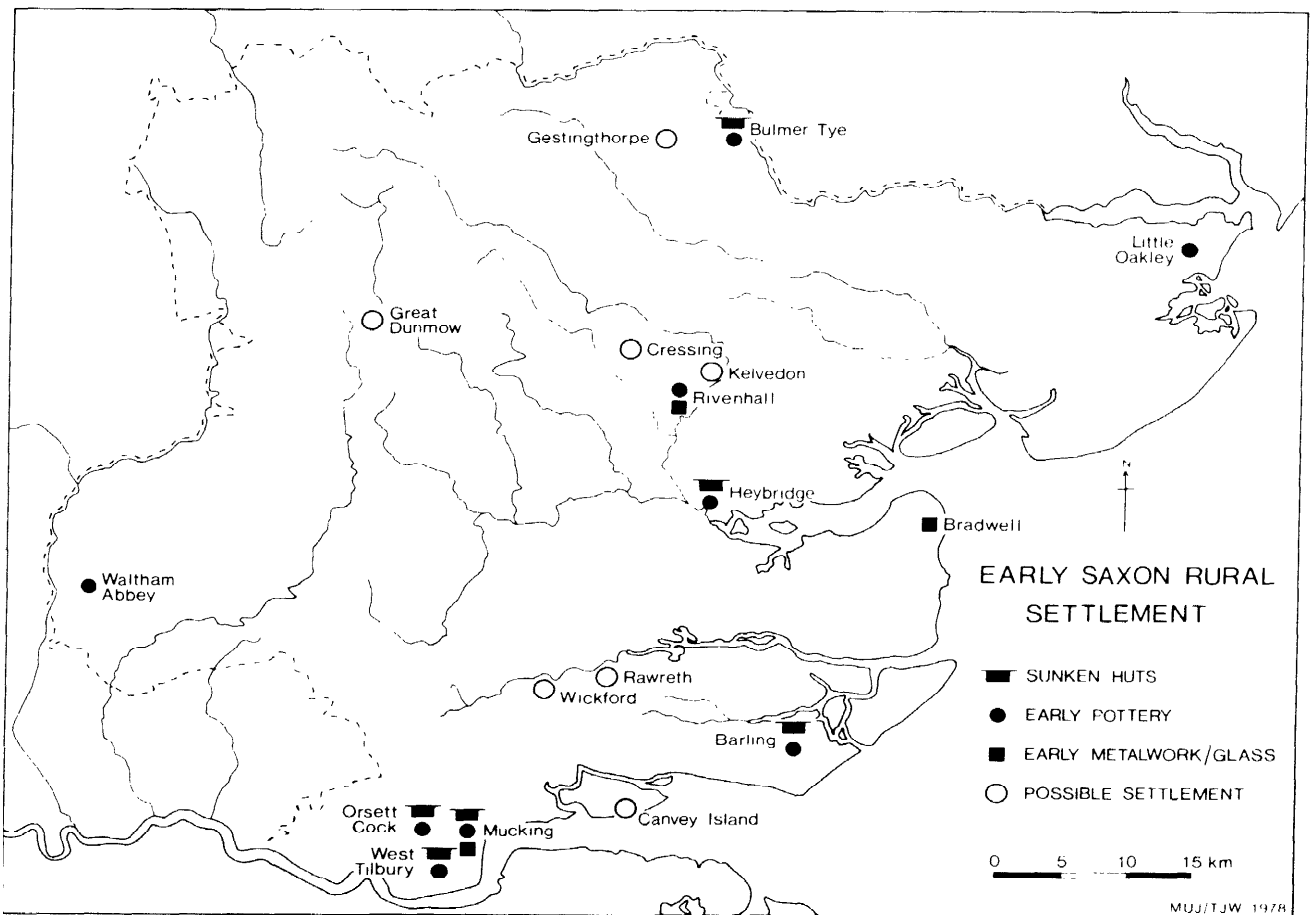 Gestingthorpe
Bulmer Tye
Little
Oakley
Great
Dunmow
Cressing
Kelvedon
Rivenhall
Heybridge
Bradwell
Waltham
Abbey
N
EARLY SAXON RURAL
SETTLEMENT
Rawreth
Wickford
SUNKEN HUTS
EARLY POTTERY
Barling
EARLY METALWORK/GLASS
POSSIBLE SETTLEMENT
Orsett
Cock
Mucking
Canvey Island
West
Tilbury
0 5 10 15 km
MUJ/TJW 1978